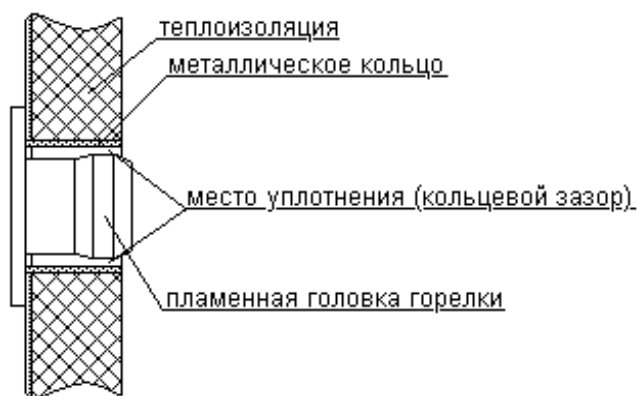 теплоизоляция
металлическое кольцо
место уплотнения (кольцевой зазор)
пламенная головка горелки